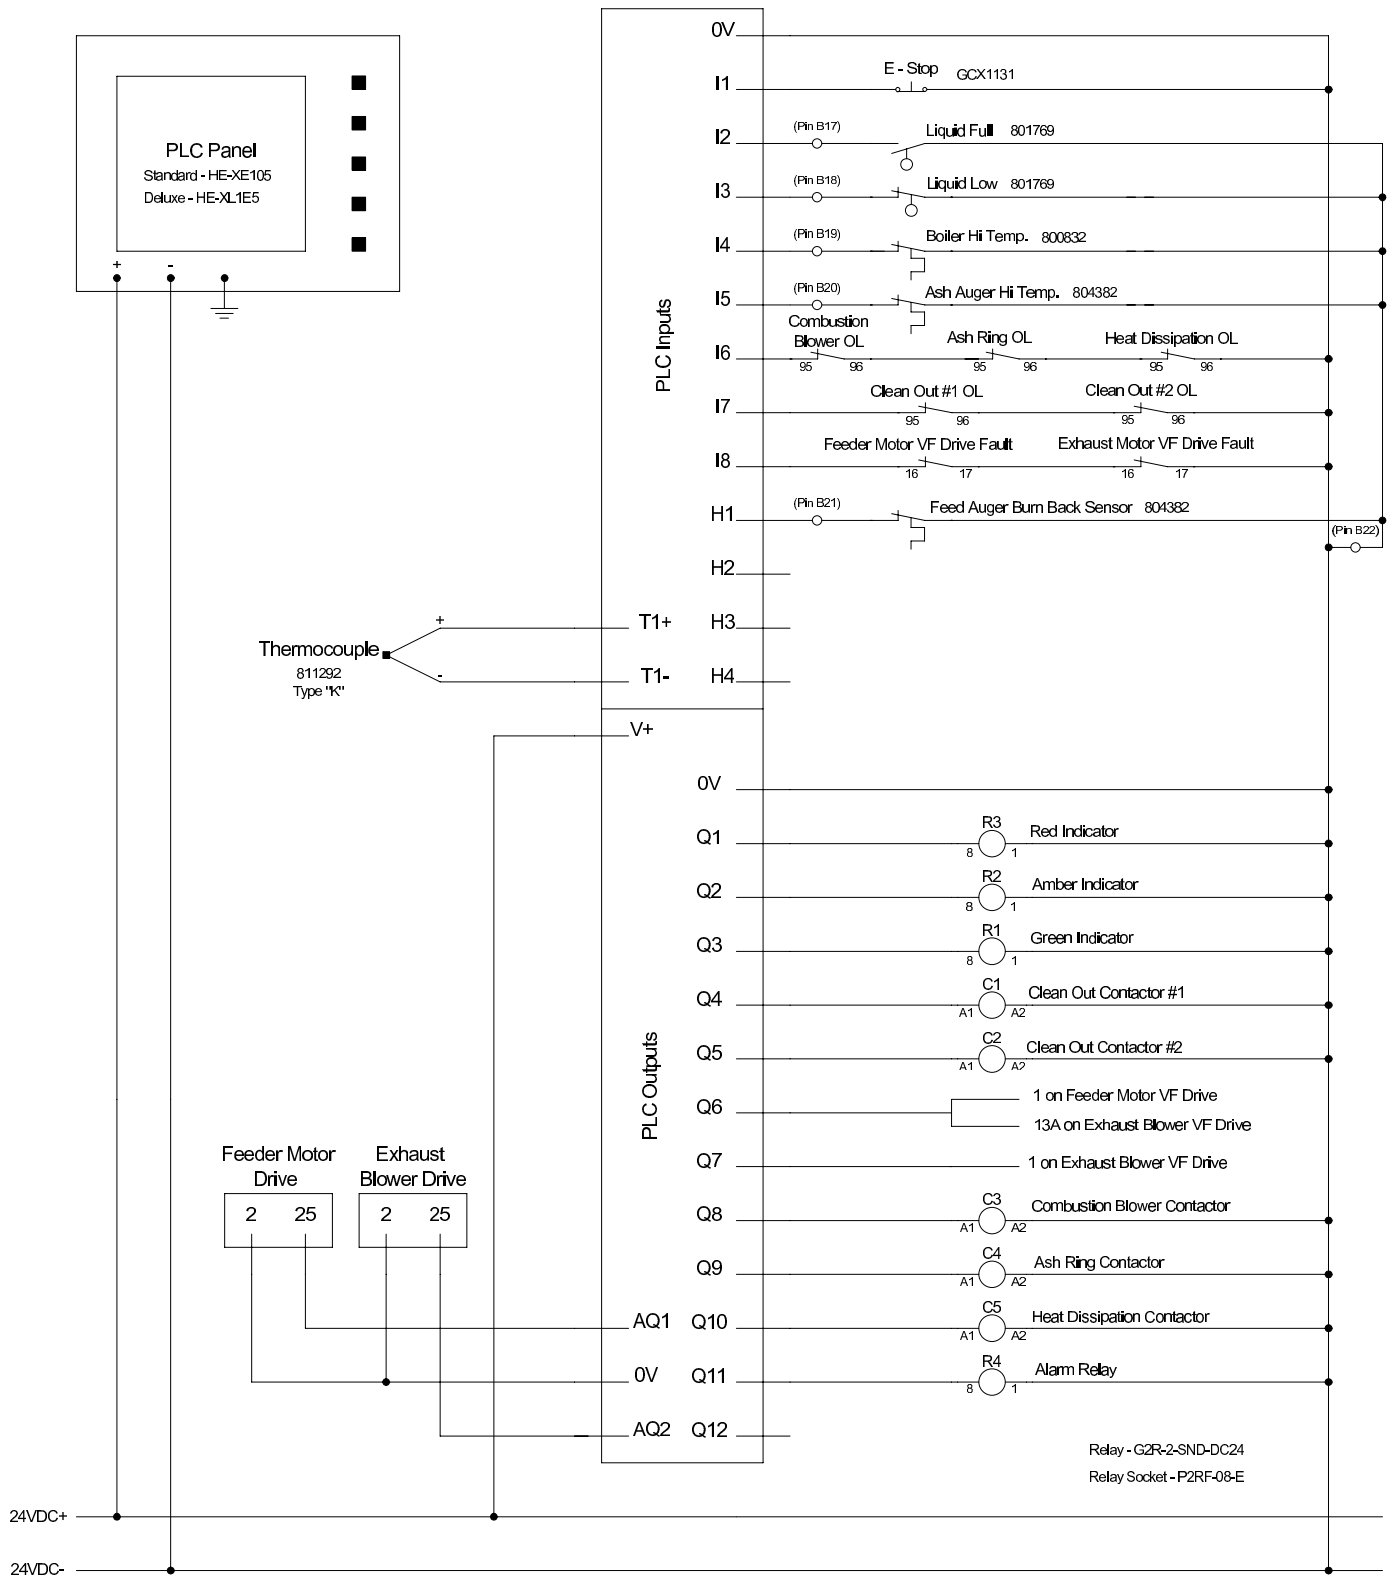 PLC Panel
Standard - HE-XE105
Deluxe - HE-XL1E5
+ -
PLC Inputs
0V
I1
E - Stop GCX1131
I2
(Pin B17)
Liquid Full 801769
I3
(Pin B18)
Liquid Low 801769
I4
(Pin B19)
Boiler Hi Temp. 800832
I5
(Pin B20)
Ash Auger Hi Temp. 804382
I6
Combustion
Blower OL
95 96
Ash Ring OL
95 96
Heat Dissipation OL
95 96
I7
Clean Out #1 OL
95 96
Clean Out #2 OL
95 96
I8
Feeder Motor VF Drive Fault
16 17
Exhaust Motor VF Drive Fault
16 17
H1
(Pin B21)
Feed Auger Burn Back Sensor 804382
(Pin B22)
H2
H3
H4
Thermocouple
811292
Type "K"
+
-
T1+
T1-
V+
PLC Outputs
0V
Q1
R3
8 1
Red Indicator
Q2
R2
8 1
Amber Indicator
Q3
R1
8 1
Green Indicator
Q4
C1
A1 A2
Clean Out Contactor #1
Q5
C2
A1 A2
Clean Out Contactor #2
Q6
1 on Feeder Motor VF Drive
13A on Exhaust Blower VF Drive
Q7
1 on Exhaust Blower VF Drive
Q8
C3
A1 A2
Combustion Blower Contactor
Q9
C4
A1 A2
Ash Ring Contactor
Q10
C5
A1 A2
Heat Dissipation Contactor
Q11
R4
8 1
Alarm Relay
Q12
Feeder Motor
Drive
2 25
Exhaust
Blower Drive
2 25
AQ1
0V
AQ2
Relay - G2R-2-SND-DC24
Relay Socket - P2RF-08-E
24VDC+
24VDC-